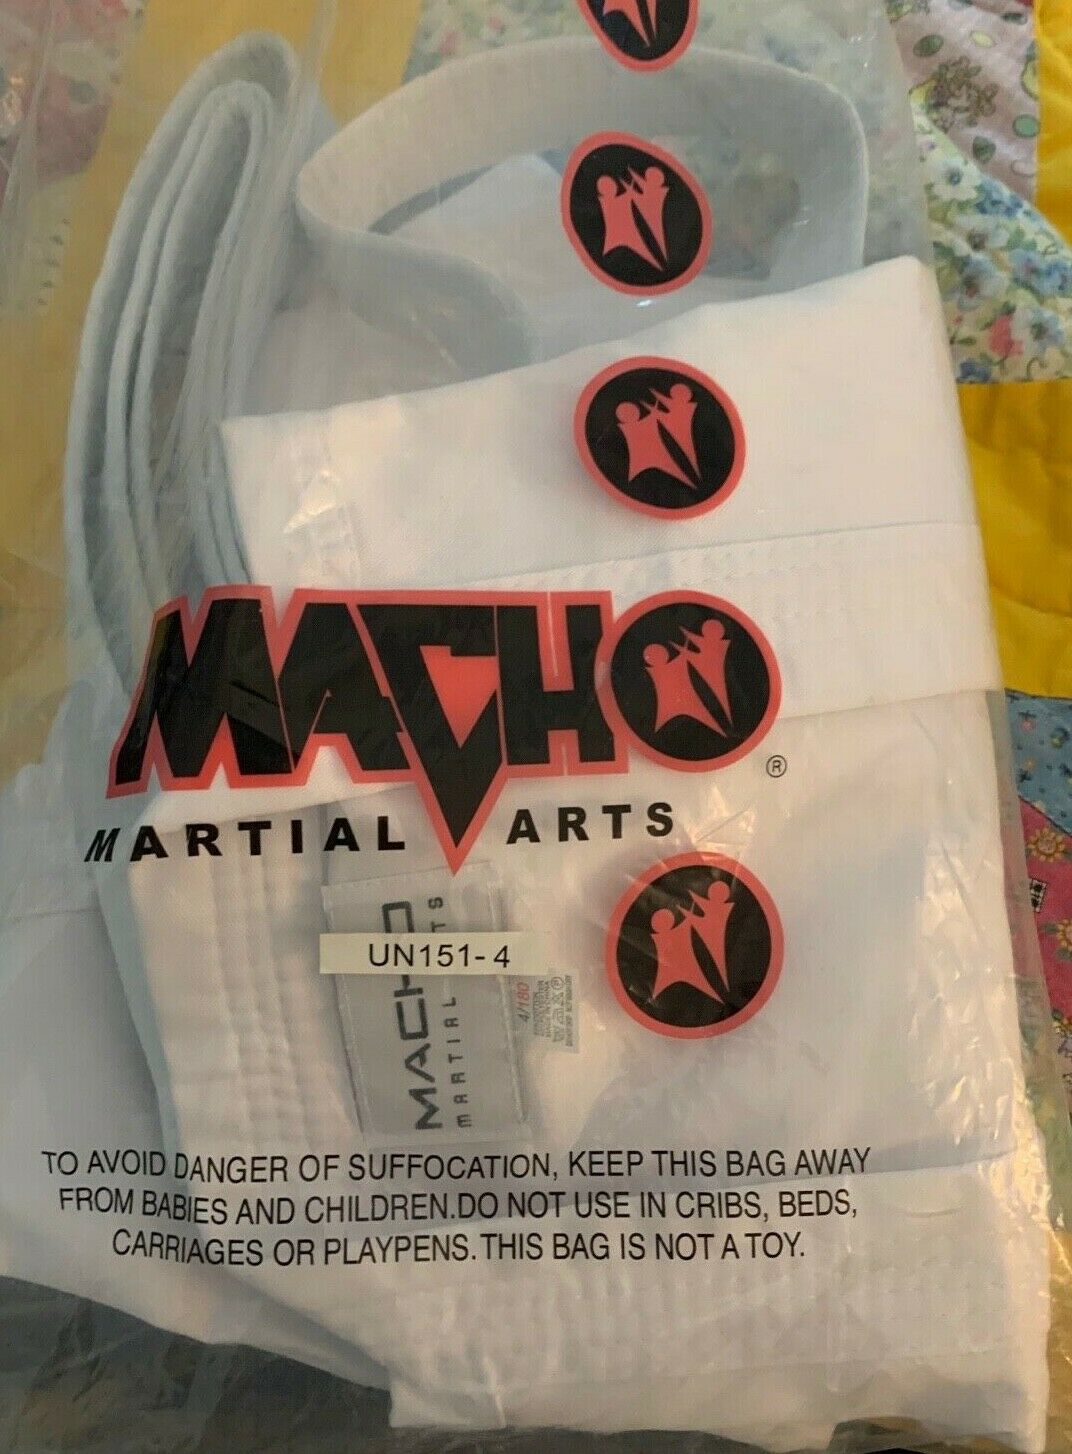 MACHO
®
MARTIAL ARTS
UN151-4
MACHO
MARTIAL ARTS
4/180
TO AVOID DANGER OF SUFFOCATION, KEEP THIS BAG AWAY
FROM BABIES AND CHILDREN.DO NOT USE IN CRIBS, BEDS,
CARRIAGES OR PLAYPENS.THIS BAG IS NOT A TOY.